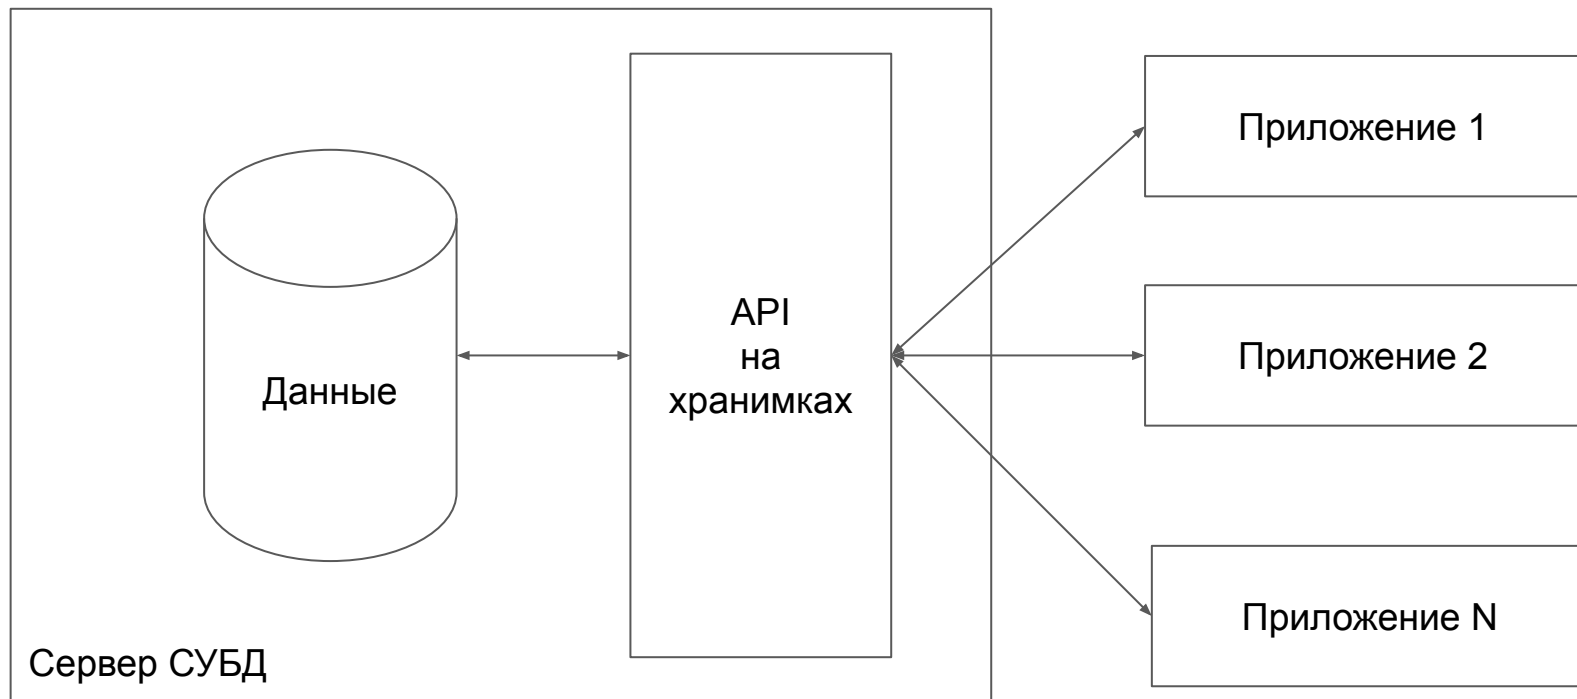 Данные
API
на
хранимках
Сервер СУБД
Приложение 1
Приложение 2
Приложение N